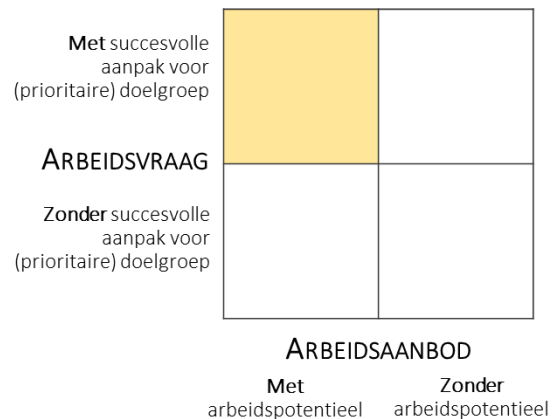 Met succesvolle
aanpak voor
(prioritaire) doelgroep
ARBEIDSVRAAG
Zonder succesvolle
aanpak voor
(prioritaire) doelgroep
ARBEIDSAANBOD
Met
arbeidspotentieel
Zonder
arbeidspotentieel